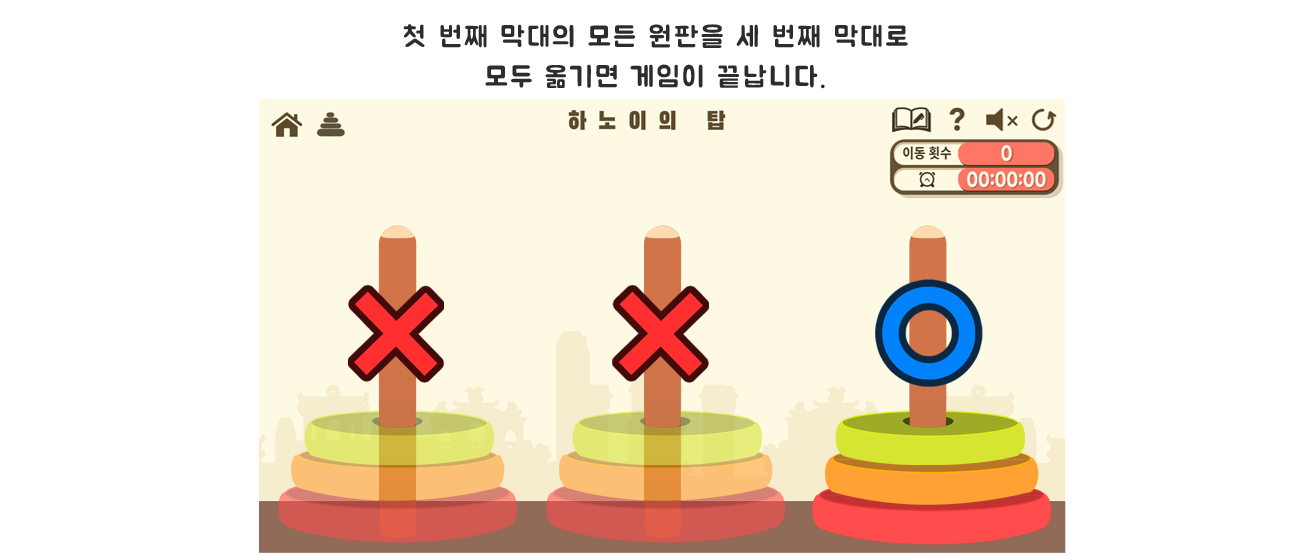 첫 번째 막대의 모든 원판을 세 번째 막대로
모두 옮기면 게임이 끝납니다.
하노이의 탑
?
이동 횟수 0
00:00:00